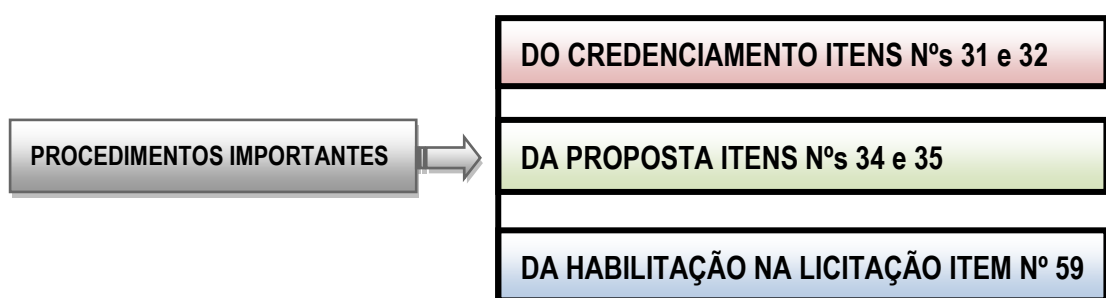 PROCEDIMENTOS IMPORTANTES
DO CREDENCIAMENTO ITENS Nºs 31 e 32
DA PROPOSTA ITENS Nºs 34 e 35
DA HABILITAÇÃO NA LICITAÇÃO ITEM Nº 59